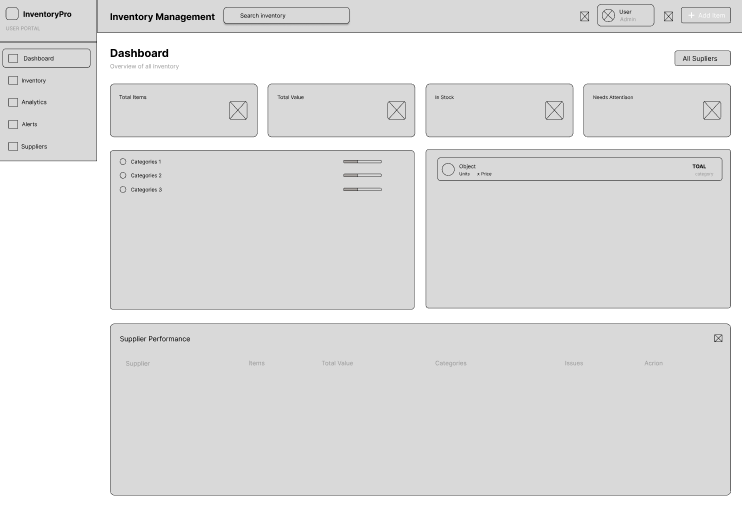 InventoryPro
USER PORTAL
Dashboard
Inventory
Analytics
Alerts
Suppliers
Inventory Management
Search inventory
User
Admin
+ Add Item
Dashboard
Overview of all Inventory
All Supliers
Total Items
Total Value
In Stock
Needs Attentiaon
Categories 1
Categories 2
Categories 3
Object
Units x Price
TOAL
category
Supplier Performance
Supplier Items Total Value Categories Issues Acrion